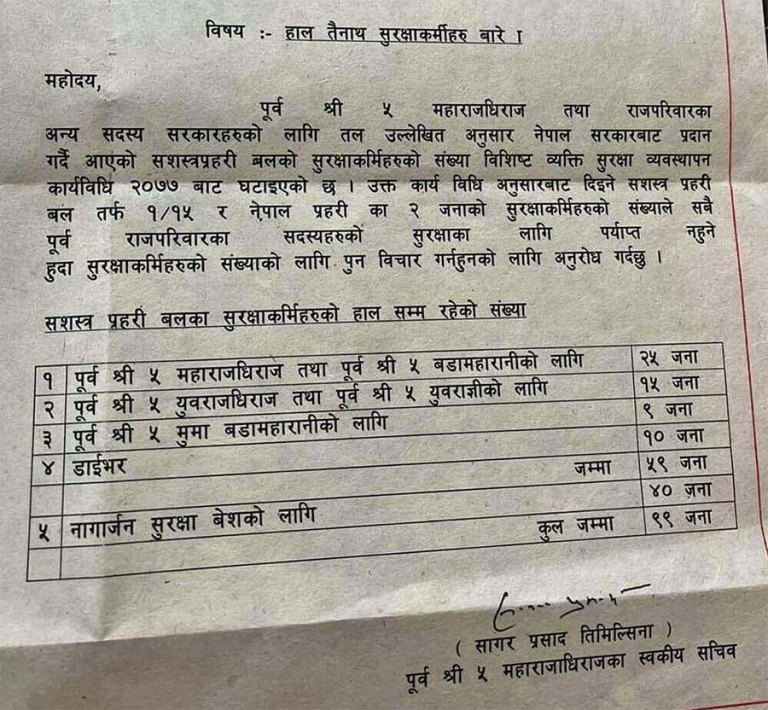 विषय :- हाल तैनाथ सुरक्षाकर्मीहरु बारे ।
महोदय,
पूर्व श्री ५ महाराजधिराज तथा राजपरिवारका
अन्य सदस्य सरकारहरुको लागि तल उल्लेखित अनुसार नेपाल सरकारबाट प्रदान
गर्दै आएको सशस्त्रप्रहरी बलको सुरक्षाकर्मिहरुको संख्या विशिष्ट व्यक्ति सुरक्षा व्यवस्थापन
कार्यविधि २०७७ बाट घटाइएको छ । उक्त कार्य विधि अनुसारबाट दिइने सशस्त्र प्रहरी
बल तर्फ १/१५ र नेपाल प्रहरी का २ जनाको सुरक्षाकर्मिहरुको संख्याले सबै
पूर्व राजपरिवारका सदस्यहरुको सुरक्षाका लागि पर्याप्त नहुने
हुदा सुरक्षाकर्मिहरुको संख्याको लागि पुन विचार गर्नहुनको लागि अनुरोध गर्दछु ।
सशस्त्र प्रहरी बलका सुरक्षाकर्मिहरुको हाल सम्म रहेको संख्या
१ पूर्व श्री ५ महाराजधिराज तथा पूर्व श्री ५ बडामहारानीको लागि २५ जना
२ पूर्व श्री ५ युवराजधिराज तथा पूर्व श्री ५ युवराज्ञीको लागि १५ जना
३ पूर्व श्री ५ मुमा बडामहारानीको लागि ९ जना
४ डाईभर १० जना
जम्मा ५९ जना
५ नागार्जन सुरक्षा बेशको लागि ४० जना
कुल जम्मा ९९ जना
( सागर प्रसाद तिमिल्सिना )
पूर्व श्री ५ महाराजाधिराजका स्वकीय सचिव